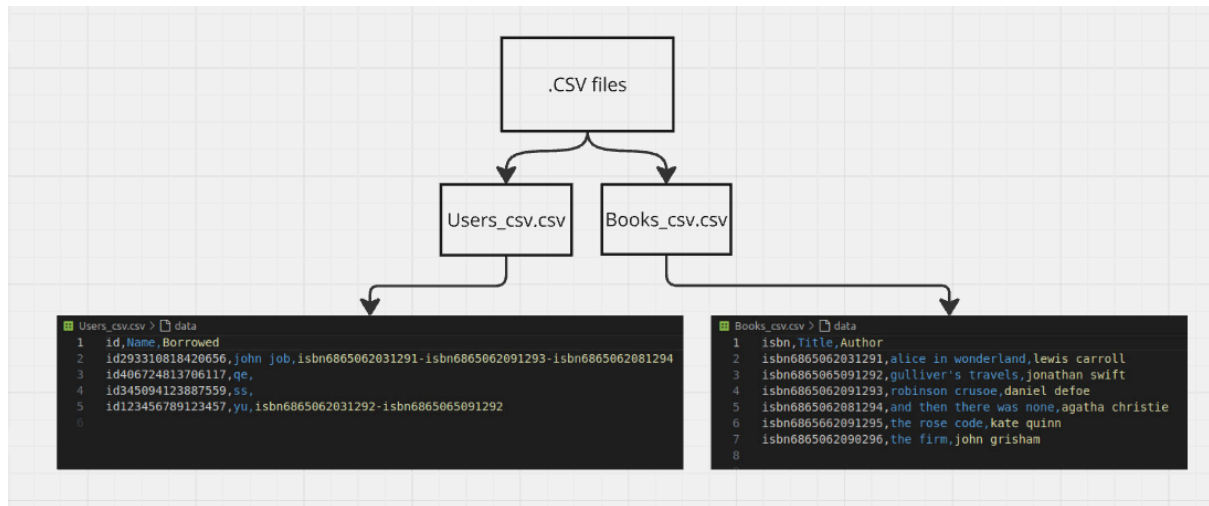 .CSV files
Users_csv.csv
Books_csv.csv
Users_csv.csv > data
1 id,Name,Borrowed
2 id293310818420656,john job,isbn6865062031291-isbn6865062091293-isbn6865062081294
3 id406724813706117,qe,
4 id345094123887559,ss,
5 id123456789123457,yu,isbn6865062031292-isbn6865065091292
6
Books_csv.csv > data
1 isbn,Title,Author
2 isbn6865062031291,alice in wonderland,lewis carroll
3 isbn6865065091292,gulliver's travels,jonathan swift
4 isbn6865062091293,robinson crusoe,daniel defoe
5 isbn6865062081294,and then there was none,agatha christie
6 isbn6865662091295,the rose code,kate quinn
7 isbn6865062090296,the firm,john grisham
8